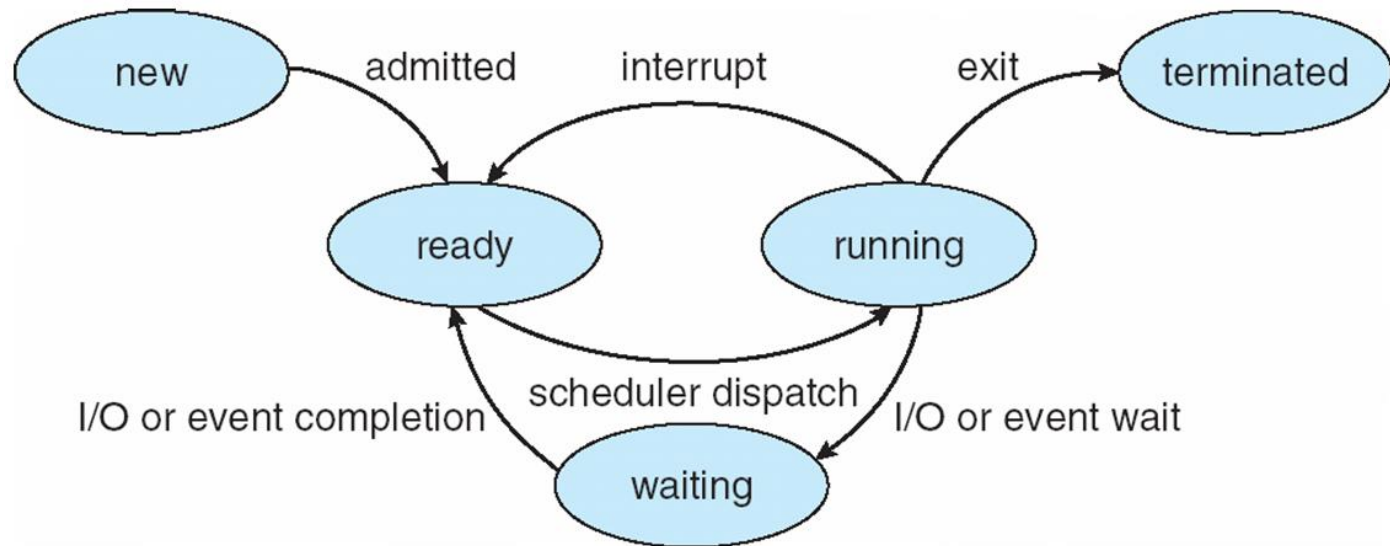 new
admitted
interrupt
exit
terminated
ready
running
scheduler dispatch
I/O or event completion
I/O or event wait
waiting